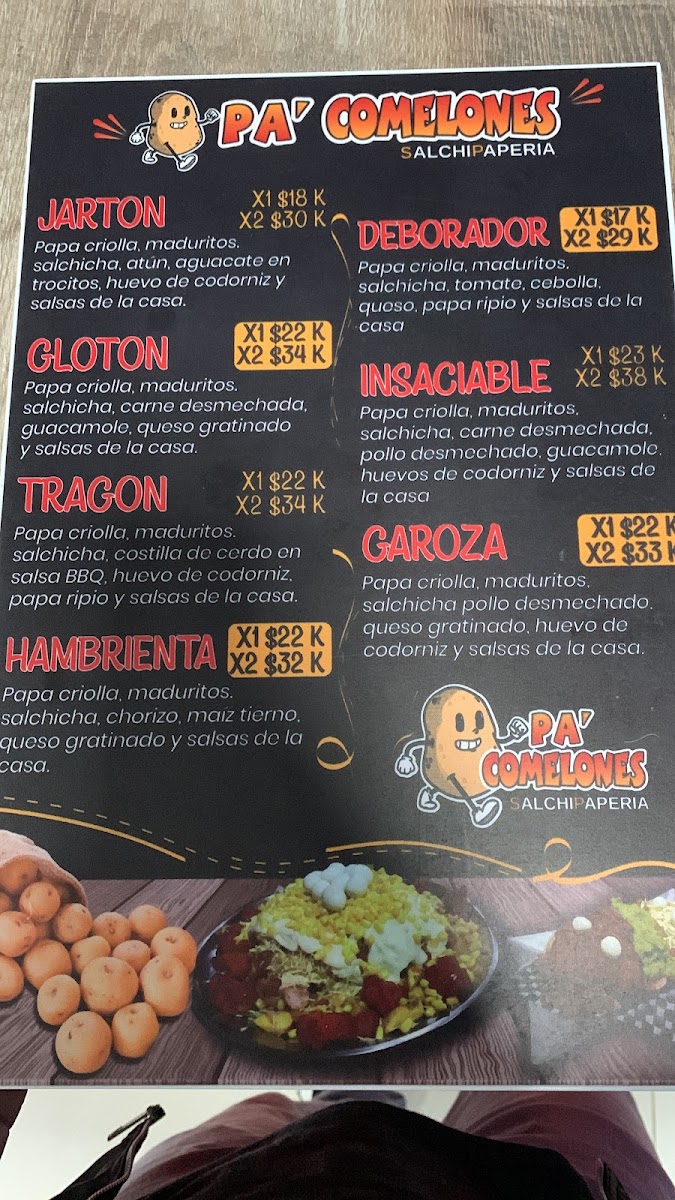 PA' COMELONES
SALCHIPAPERIA
JARTON
X1 $18 K
X2 $30 K
Papa criolla, maduritos.
salchicha, atún, aguacate en
trocitos, huevo de codorniz y
salsas de la casa.
GLOTON
X1 $22 K
X2 $34 K
Papa criolla, maduritos.
salchicha, carne desmechada,
guacamole, queso gratinado
y salsas de la casa.
TRAGON
X1 $22 K
X2 $34 K
Papa criolla, maduritos.
salchicha, costilla de cerdo en
salsa BBQ, huevo de codorniz,
papa ripio y salsas de la casa.
HAMBRIENTA
X1 $22 K
X2 $32 K
Papa criolla, maduritos.
salchicha, chorizo, maíz tierno,
queso gratinado y salsas de la
casa.
DEBORADOR
X1 $17 K
X2 $29 K
Papa criolla, maduritos.
salchicha, tomate, cebolla,
queso, papa ripio y salsas de la
casa
INSACIABLE
X1 $23 K
X2 $38 K
Papa criolla, maduritos,
salchicha, carne desmechada,
pollo desmechado, guacamole.
huevos de codorniz y salsas de
la casa
GAROZA
X1 $22 K
X2 $33 K
Papa criolla, maduritos,
salchicha pollo desmechado.
queso gratinado, huevo de
codorniz y salsas de la casa.
PA'
COMELONES
SALCHIPAPERIA